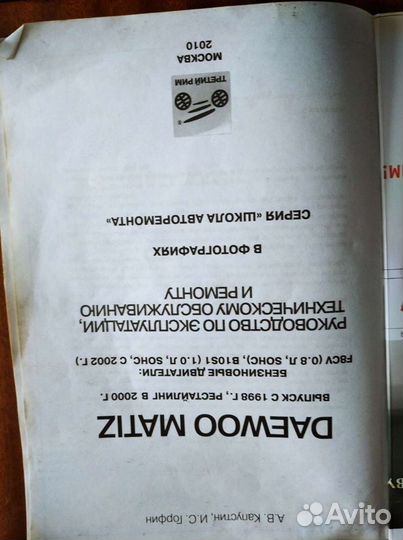 А.В. Капустин, И.С. Горфин
DAEWOO MATIZ
ВЫПУСК С 1998 г., РЕСТАЙЛИНГ В 2000 г.
БЕНЗИНОВЫЕ ДВИГАТЕЛИ:
F8CV (0.8 Л, SOHC), B10S1 (1.0 Л, SOHC, С 2002 Г.)
РУКОВОДСТВО ПО ЭКСПЛУАТАЦИИ,
ТЕХНИЧЕСКОМУ ОБСЛУЖИВАНИЮ
И РЕМОНТУ
В ФОТОГРАФИЯХ
СЕРИЯ «ШКОЛА АВТОРЕМОНТА»
ТРЕТИЙ РИМ
®
МОСКВА
2010
Avito